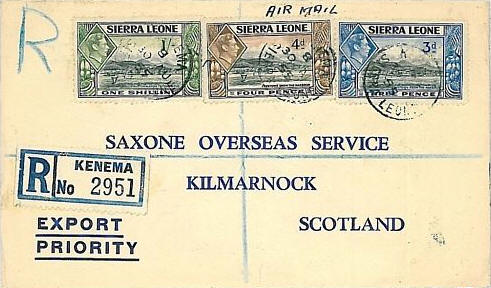 AIR MAIL
R
SIERRA LEONE
1/-
ONE SHILLING
SIERRA LEONE
4d
FOUR PENCE
SIERRA LEONE
3d
THREE PENCE
SAXONE OVERSEAS SERVICE
KILMARNOCK
SCOTLAND
R
KENEMA
No 2951
EXPORT
PRIORITY